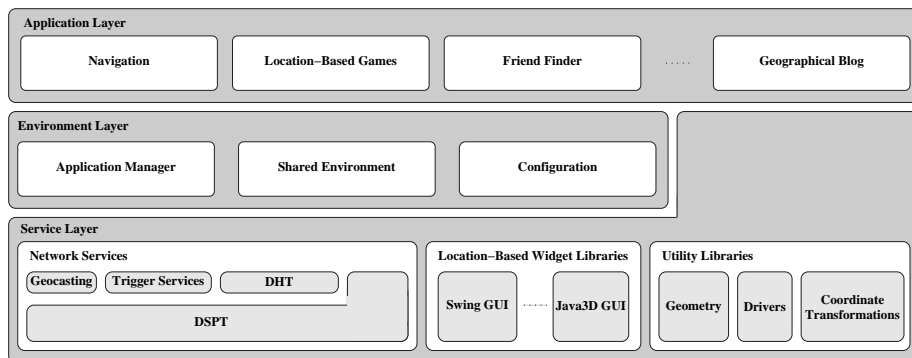 Application Layer
Navigation
Location–Based Games
Friend Finder
.....
Geographical Blog
Environment Layer
Application Manager
Shared Environment
Configuration
Service Layer
Network Services
Geocasting
Trigger Services
DHT
DSPT
Location–Based Widget Libraries
Swing GUI
.....
Java3D GUI
Utility Libraries
Geometry
Drivers
Coordinate
Transformations